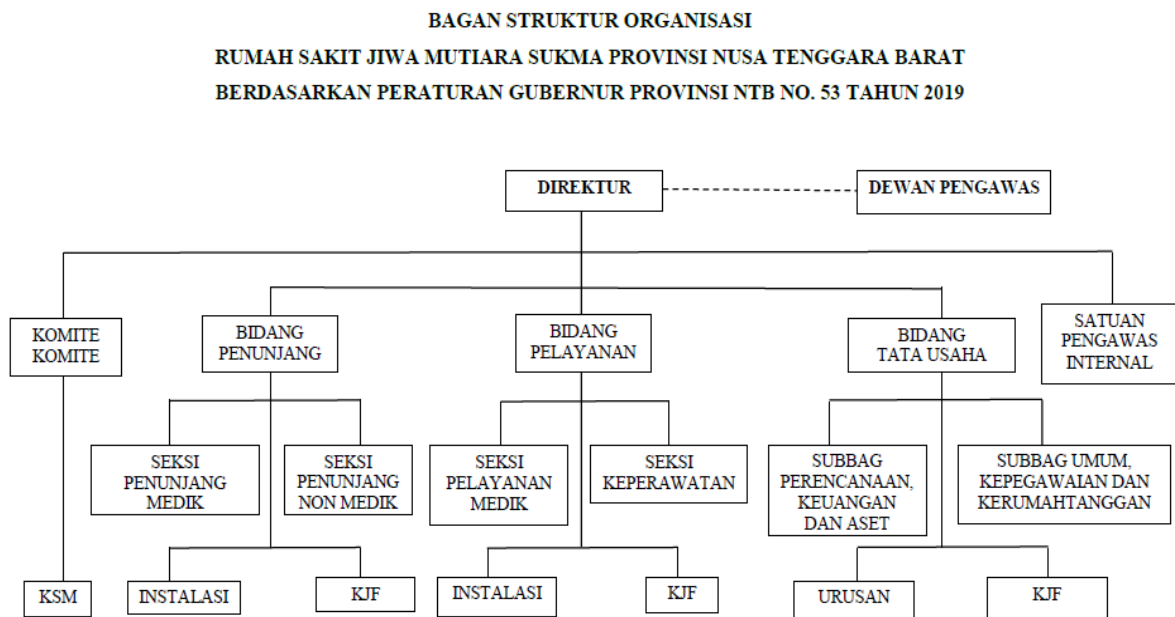 BAGAN STRUKTUR ORGANISASI
RUMAH SAKIT JIWA MUTIARA SUKMA PROVINSI NUSA TENGGARA BARAT
BERDASARKAN PERATURAN GUBERNUR PROVINSI NTB NO. 53 TAHUN 2019
DIREKTUR
DEWAN PENGAWAS
KOMITE
KOMITE
BIDANG
PENUNJANG
BIDANG
PELAYANAN
BIDANG
TATA USAHA
SATUAN
PENGAWAS
INTERNAL
SEKSI
PENUNJANG
MEDIK
SEKSI
PENUNJANG
NON MEDIK
SEKSI
PELAYANAN
MEDIK
SEKSI
KEPERAWATAN
SUBBAG
PERENCANAAN,
KEUANGAN
DAN ASET
SUBBAG UMUM,
KEPEGAWAIAN DAN
KERUMAHTANGGAN
KSM
INSTALASI
KJF
INSTALASI
KJF
URUSAN
KJF